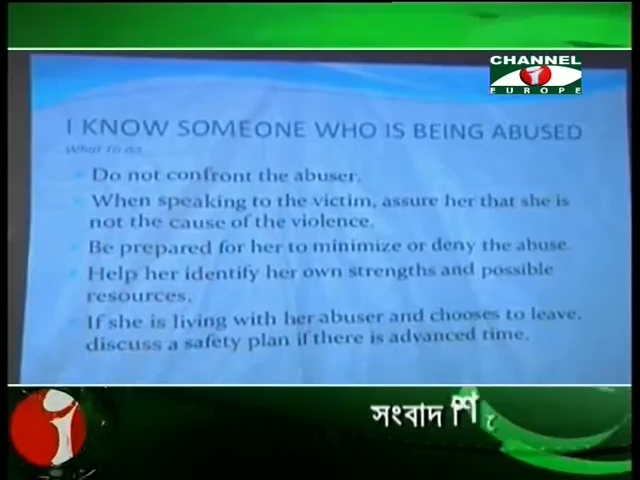 CHANNEL
i
EUROPE
I KNOW SOMEONE WHO IS BEING ABUSED
What to do...
Do not confront the abuser.
When speaking to the victim, assure her that she is
not the cause of the violence.
Be prepared for her to minimize or deny the abuse.
Help her identify her own strengths and possible
resources.
If she is living with her abuser and chooses to leave,
discuss a safety plan if there is advanced time.
i
সংবাদ